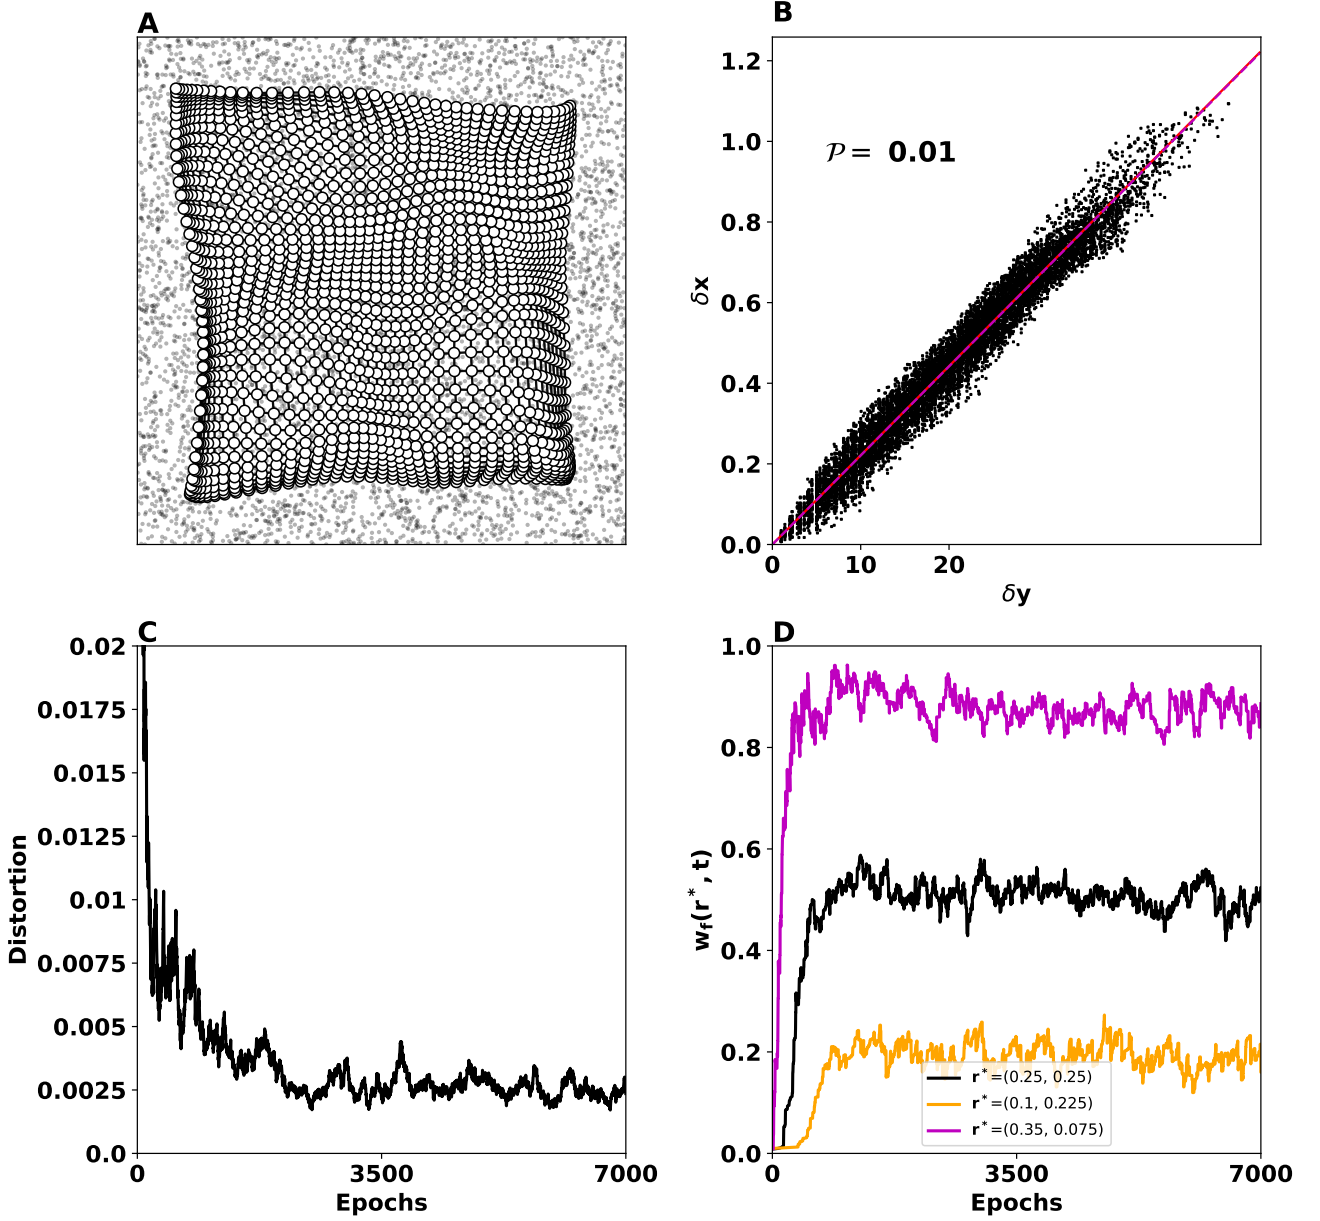 A
B
1.2
1.0
0.8
0.6
0.4
0.2
0.0
δx
𝒫 = 0.01
0
10
20
δy
C
0.02
0.0175
0.015
0.0125
0.01
0.0075
0.005
0.0025
0.0
Distortion
0
3500
7000
Epochs
D
1.0
0.8
0.6
0.4
0.2
0.0
w_f(r*, t)
r*=(0.25, 0.25)
r*=(0.1, 0.225)
r*=(0.35, 0.075)
0
3500
7000
Epochs